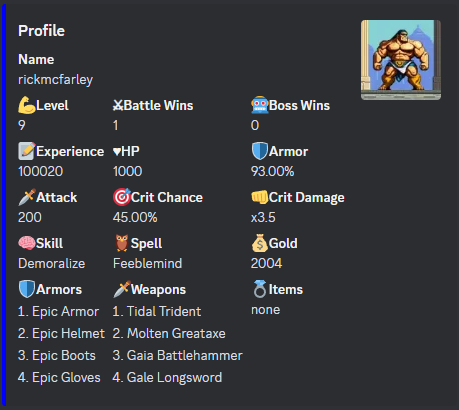 Profile
Name
rickmcfarley
💪Level ⚔Battle Wins 🤖Boss Wins
9 1 0
📝Experience ♥HP 🛡Armor
100020 1000 93.00%
🗡Attack 🎯Crit Chance 👊Crit Damage
200 45.00% x3.5
🧠Skill 🦉Spell 💰Gold
Demoralize Feeblemind 2004
🛡Armors 🗡Weapons 💍Items
1. Epic Armor 1. Tidal Trident none
2. Epic Helmet 2. Molten Greataxe
3. Epic Boots 3. Gaia Battlehammer
4. Epic Gloves 4. Gale Longsword